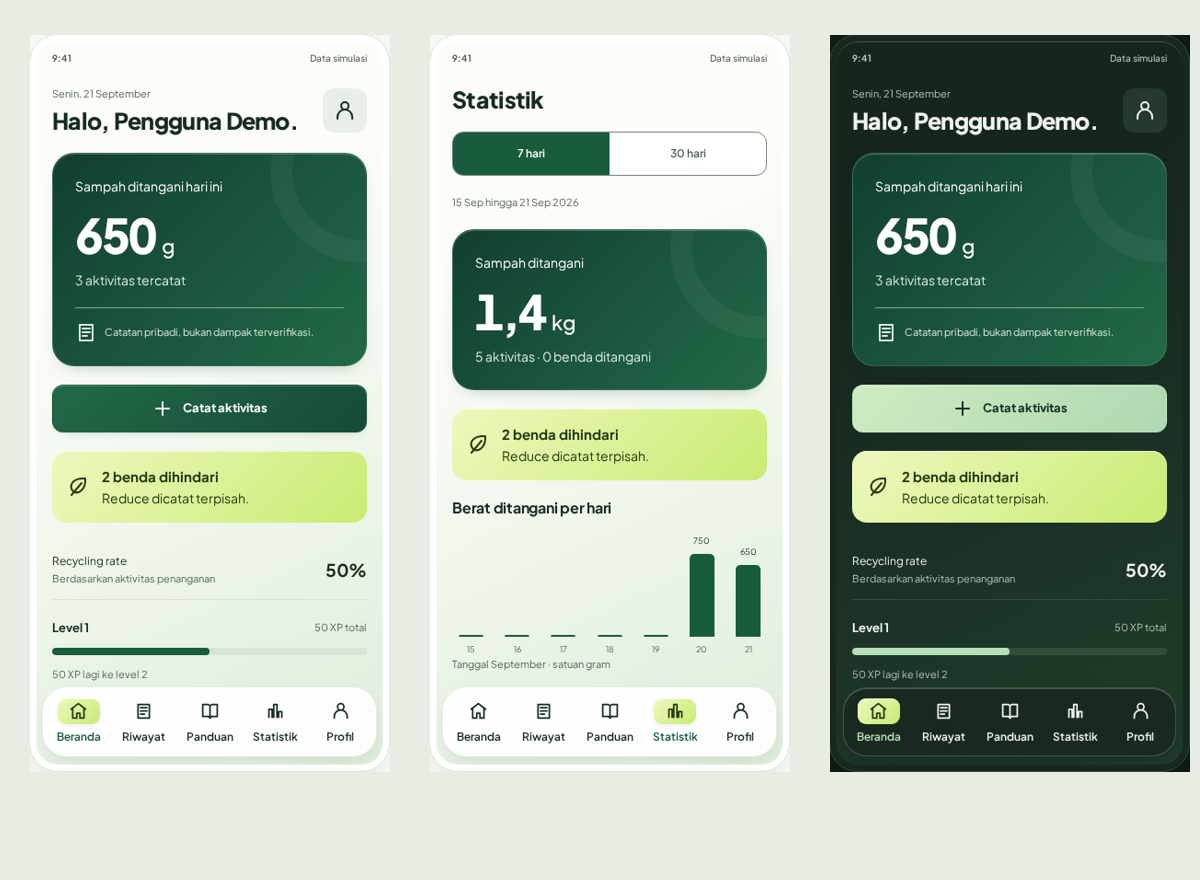 9:41
Data simulasi
Senin, 21 September
Halo, Pengguna Demo.
Sampah ditangani hari ini
650 g
3 aktivitas tercatat
Catatan pribadi, bukan dampak terverifikasi.
Catat aktivitas
2 benda dihindari
Reduce dicatat terpisah.
Recycling rate
Berdasarkan aktivitas penanganan
50%
Level 1
50 XP total
50 XP lagi ke level 2
Beranda
Riwayat
Panduan
Statistik
Profil
9:41
Data simulasi
Statistik
7 hari
30 hari
15 Sep hingga 21 Sep 2026
Sampah ditangani
1,4 kg
5 aktivitas · 0 benda ditangani
2 benda dihindari
Reduce dicatat terpisah.
Berat ditangani per hari
750
650
15 16 17 18 19 20 21
Tanggal September · satuan gram
Beranda
Riwayat
Panduan
Statistik
Profil
9:41
Data simulasi
Senin, 21 September
Halo, Pengguna Demo.
Sampah ditangani hari ini
650 g
3 aktivitas tercatat
Catatan pribadi, bukan dampak terverifikasi.
Catat aktivitas
2 benda dihindari
Reduce dicatat terpisah.
Recycling rate
Berdasarkan aktivitas penanganan
50%
Level 1
50 XP total
50 XP lagi ke level 2
Beranda
Riwayat
Panduan
Statistik
Profil